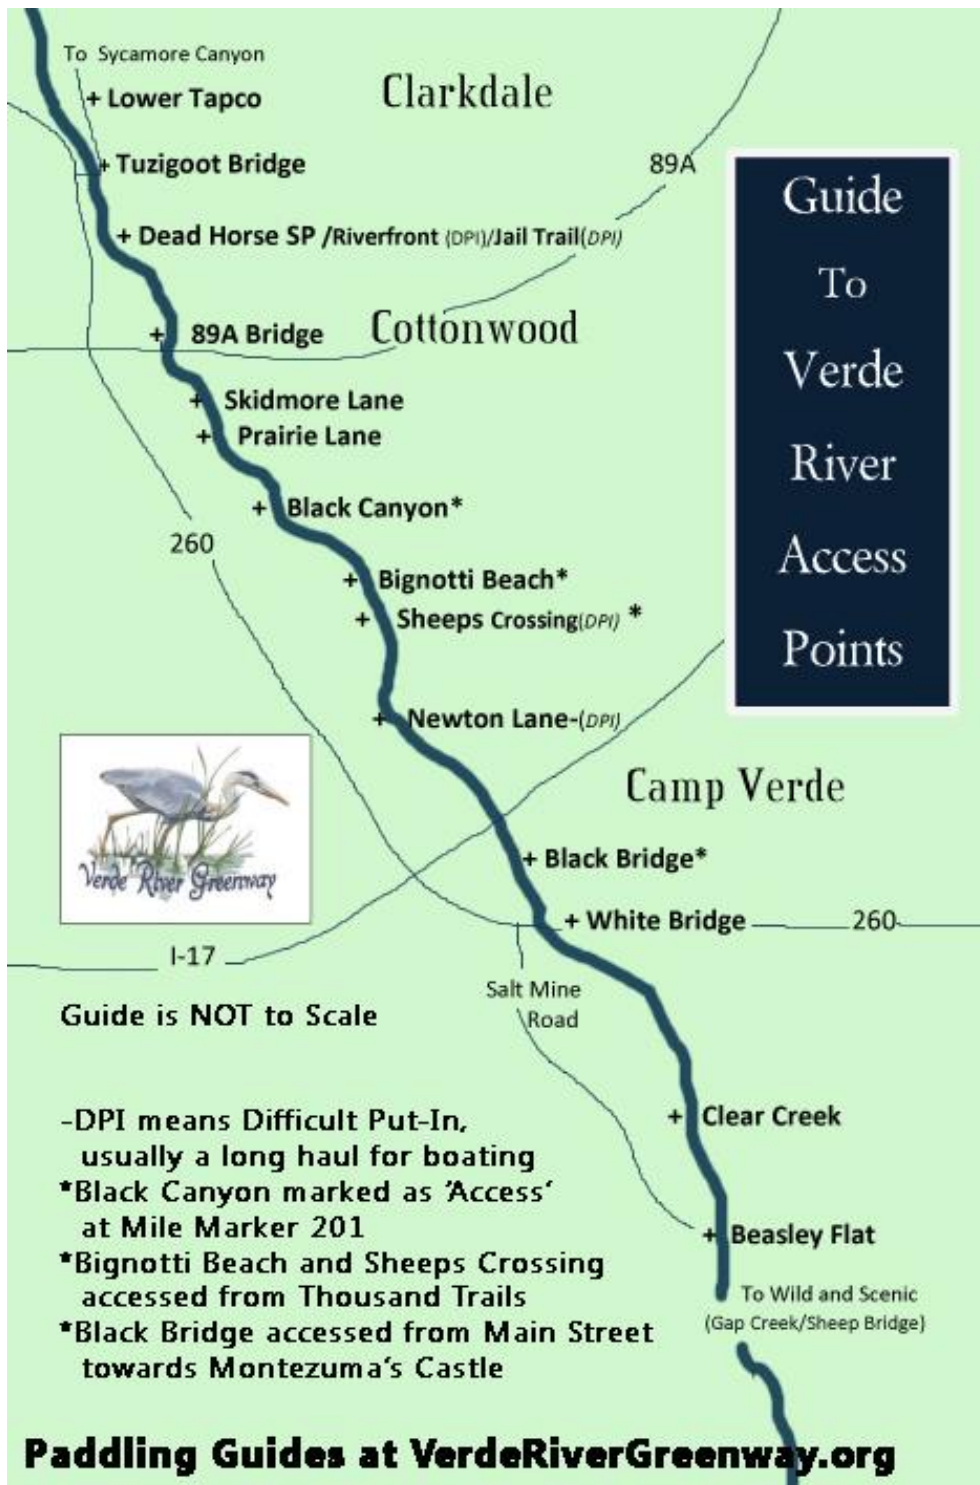 To Sycamore Canyon
+ Lower Tapco
Clarkdale
+ Tuzigoot Bridge
89A
+ Dead Horse SP /Riverfront (DPI)/Jail Trail(DPI)
+ 89A Bridge
Cottonwood
+ Skidmore Lane
+ Prairie Lane
+ Black Canyon*
260
+ Bignotti Beach*
+ Sheeps Crossing(DPI) *
+ Newton Lane-(DPI)
Guide
To
Verde
River
Access
Points
Verde River Greenway
Camp Verde
+ Black Bridge*
+ White Bridge
260
I-17
Salt Mine
Road
+ Clear Creek
+ Beasley Flat
To Wild and Scenic
(Gap Creek/Sheep Bridge)
Guide is NOT to Scale
-DPI means Difficult Put-In,
usually a long haul for boating
*Black Canyon marked as ‘Access’
at Mile Marker 201
*Bignotti Beach and Sheeps Crossing
accessed from Thousand Trails
*Black Bridge accessed from Main Street
towards Montezuma's Castle
Paddling Guides at VerdeRiverGreenway.org